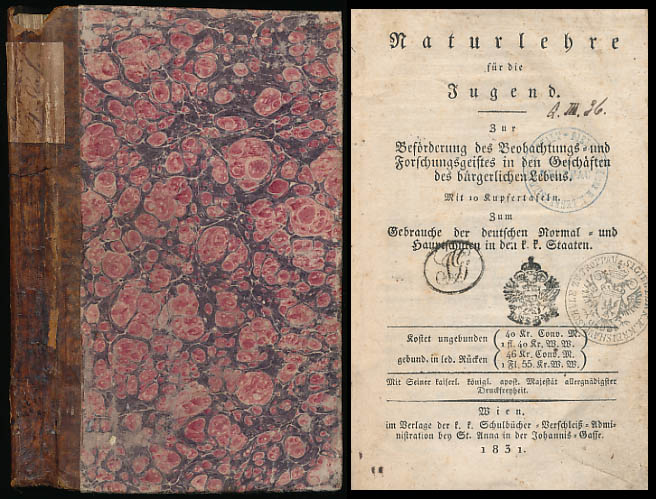 Naturlehre
für die
Jugend.
Zur
Beförderung des Beobachtungs- und
Forschungsgeistes in den Geschäften
des bürgerlichen Lebens.
Mit 10 Kupfertafeln.
Zum
Gebrauche der deutschen Normal- und
Hauptschulen in den k. k. Staaten.
Kostet ungebunden { 40 Kr. Conv. M.
1 fl. 40 Kr. W. W.
gebund. in led. Rücken { 46 Kr. Conv. M.
1 Fl. 55. Kr. W. W.
Mit Seiner kaiserl. königl. apost. Majestät allergnädigster
Druckfreyheit.
Wien,
im Verlage der k. k. Schulbücher-Verschleiß-Admi-
nistration bey St. Anna in der Johannis-Gasse.
1831.